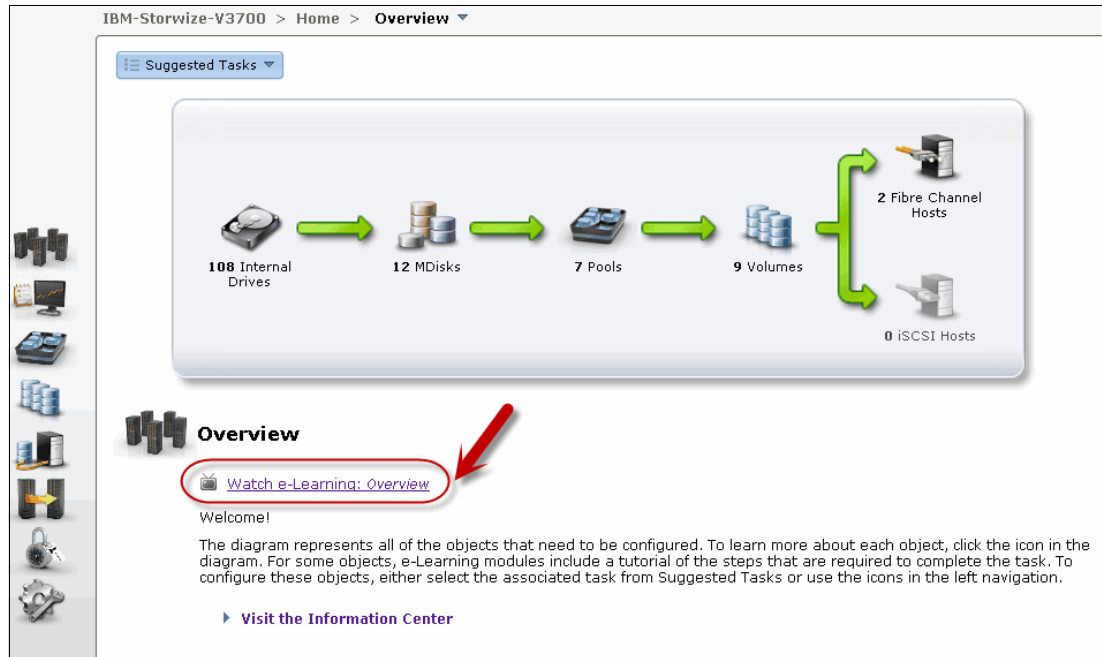 IBM-Storwize-V3700 > Home > Overview
Suggested Tasks
2 Fibre Channel
Hosts
108 Internal
Drives
12 MDisks
7 Pools
9 Volumes
0 iSCSI Hosts
Overview
Watch e-Learning: Overview
Welcome!
The diagram represents all of the objects that need to be configured. To learn more about each object, click the icon in the
diagram. For some objects, e-Learning modules include a tutorial of the steps that are required to complete the task. To
configure these objects, either select the associated task from Suggested Tasks or use the icons in the left navigation.
Visit the Information Center